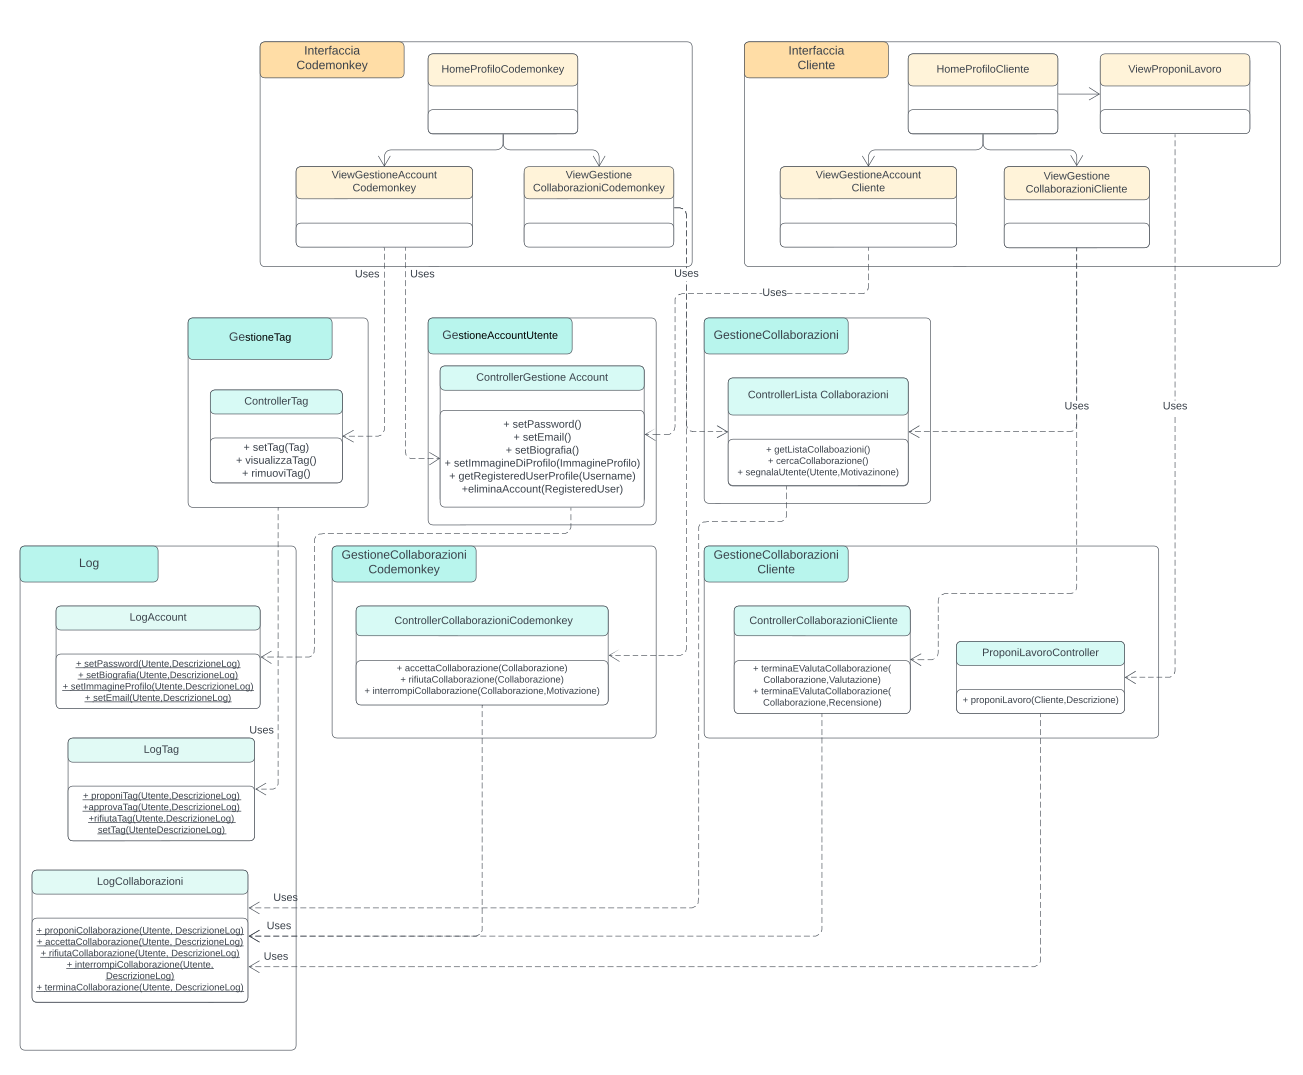 Interfaccia
Codemonkey
HomeProfiloCodemonkey
ViewGestioneAccount
Codemonkey
ViewGestione
CollaborazioniCodemonkey
Interfaccia
Cliente
HomeProfiloCliente
ViewProponiLavoro
ViewGestioneAccount
Cliente
ViewGestione
CollaborazioniCliente
Uses
Uses
Uses
Uses
Uses
Uses
GestioneTag
ControllerTag
+ setTag(Tag)
+ visualizzaTag()
+ rimuoviTag()
GestioneAccountUtente
ControllerGestione Account
+ setPassword()
+ setEmail()
+ setBiografia()
+ setImmagineDiProfilo(ImmagineProfilo)
+ getRegisteredUserProfile(Username)
+eliminaAccount(RegisteredUser)
GestioneCollaborazioni
ControllerLista Collaborazioni
+ getListaCollaboazioni()
+ cercaCollaborazione()
+ segnalaUtente(Utente,Motivazinone)
Log
LogAccount
+ setPassword(Utente,DescrizioneLog)
+ setBiografia(Utente,DescrizioneLog)
+ setImmagineProfilo(Utente,DescrizioneLog)
+ setEmail(Utente,DescrizioneLog)
Uses
LogTag
+ proponiTag(Utente,DescrizioneLog)
+approvaTag(Utente,DescrizioneLog)
+rifiutaTag(Utente,DescrizioneLog)
setTag(UtenteDescrizioneLog)
LogCollaborazioni
+ proponiCollaborazione(Utente, DescrizioneLog)
+ accettaCollaborazione(Utente, DescrizioneLog)
+ rifiutaCollaborazione(Utente, DescrizioneLog)
+ interrompiCollaborazione(Utente,
DescrizioneLog)
+ terminaCollaborazione(Utente, DescrizioneLog)
Uses
Uses
Uses
GestioneCollaborazioni
Codemonkey
ControllerCollaborazioniCodemonkey
+ accettaCollaborazione(Collaborazione)
+ rifiutaCollaborazione(Collaborazione)
+ interrompiCollaborazione(Collaborazione,Motivazione)
GestioneCollaborazioni
Cliente
ControllerCollaborazioniCliente
+ terminaEValutaCollaborazione(
Collaborazione,Valutazione)
+ terminaEValutaCollaborazione(
Collaborazione,Recensione)
ProponiLavoroController
+ proponiLavoro(Cliente,Descrizione)